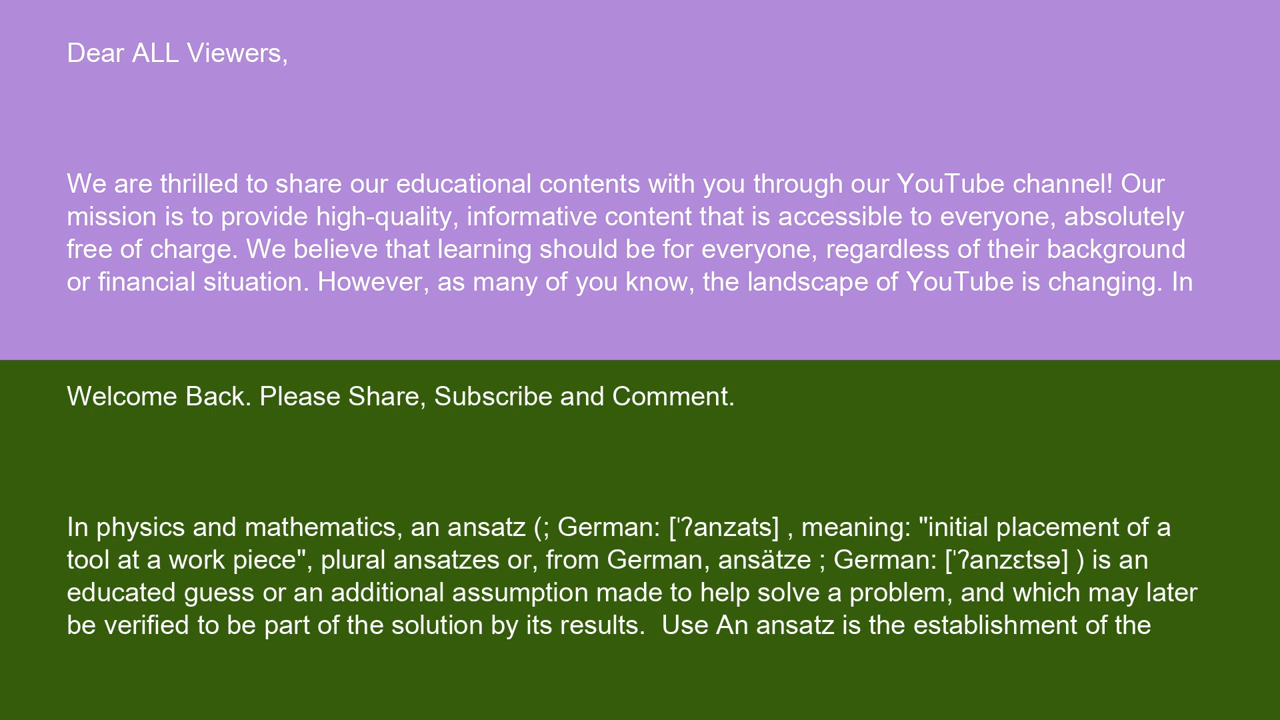 Dear ALL Viewers,
We are thrilled to share our educational contents with you through our YouTube channel! Our
mission is to provide high-quality, informative content that is accessible to everyone, absolutely
free of charge. We believe that learning should be for everyone, regardless of their background
or financial situation. However, as many of you know, the landscape of YouTube is changing. In
Welcome Back. Please Share, Subscribe and Comment.
In physics and mathematics, an ansatz (; German: [ˈʔanzats] , meaning: "initial placement of a
tool at a work piece", plural ansatzes or, from German, ansätze ; German: [ˈʔanzɛtsə] ) is an
educated guess or an additional assumption made to help solve a problem, and which may later
be verified to be part of the solution by its results.  Use An ansatz is the establishment of the